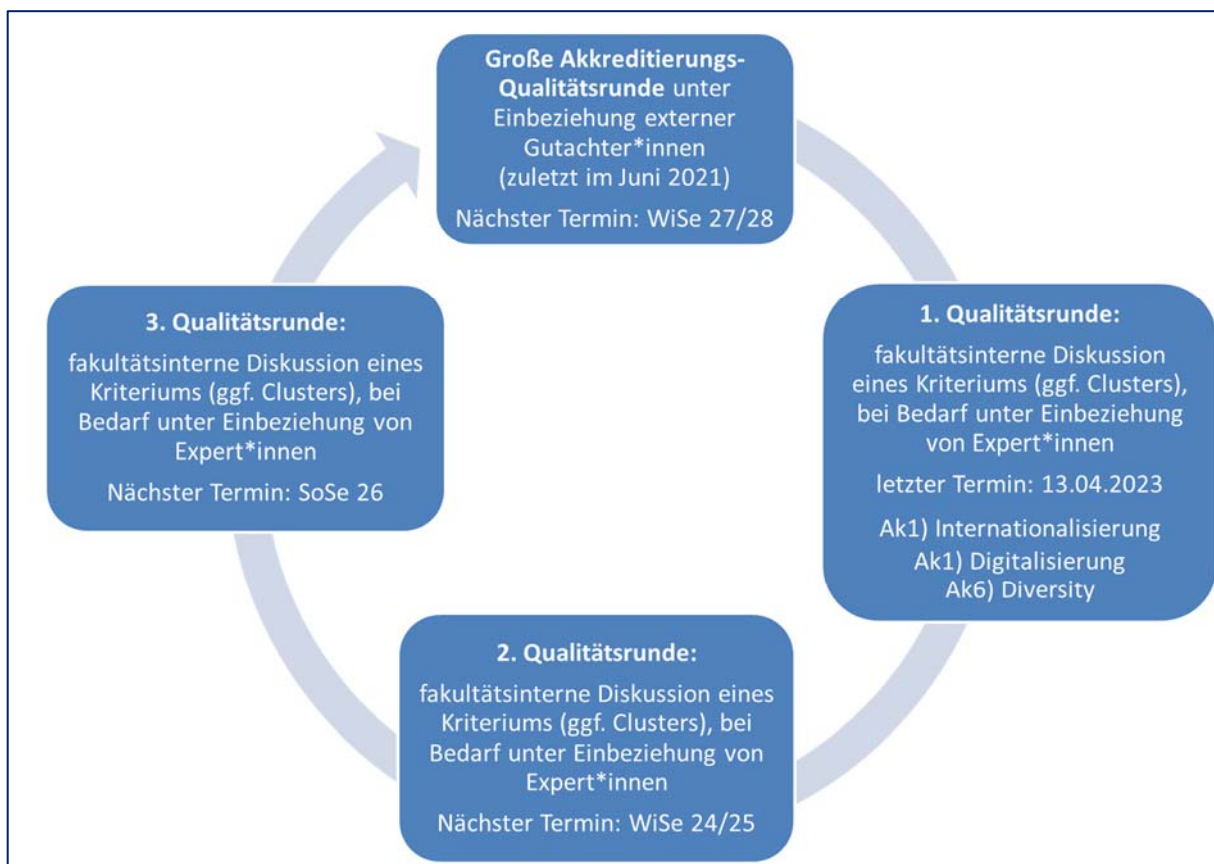 Große Akkreditierungs-
Qualitätsrunde unter
Einbeziehung externer
Gutachter*innen
(zuletzt im Juni 2021)
Nächster Termin: WiSe 27/28
1. Qualitätsrunde:
fakultätsinterne Diskussion
eines Kriteriums (ggf. Clusters),
bei Bedarf unter Einbeziehung
von Expert*innen
letzter Termin: 13.04.2023
Ak1) Internationalisierung
Ak1) Digitalisierung
Ak6) Diversity
2. Qualitätsrunde:
fakultätsinterne Diskussion eines
Kriteriums (ggf. Clusters), bei
Bedarf unter Einbeziehung von
Expert*innen
Nächster Termin: WiSe 24/25
3. Qualitätsrunde:
fakultätsinterne Diskussion eines
Kriteriums (ggf. Clusters), bei
Bedarf unter Einbeziehung von
Expert*innen
Nächster Termin: SoSe 26